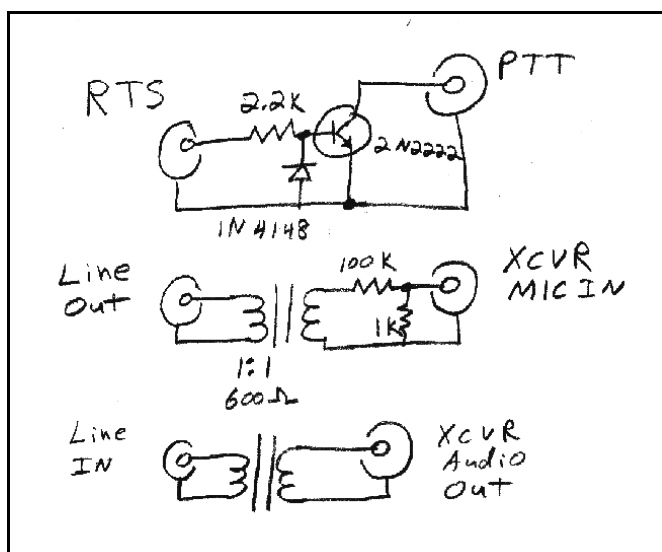 RTS
2.2K
PTT
2N2222
1N4148
Line
Out
100K
XCVR
MIC IN
1K
1:1
600Ω
Line
IN
XCVR
Audio
Out